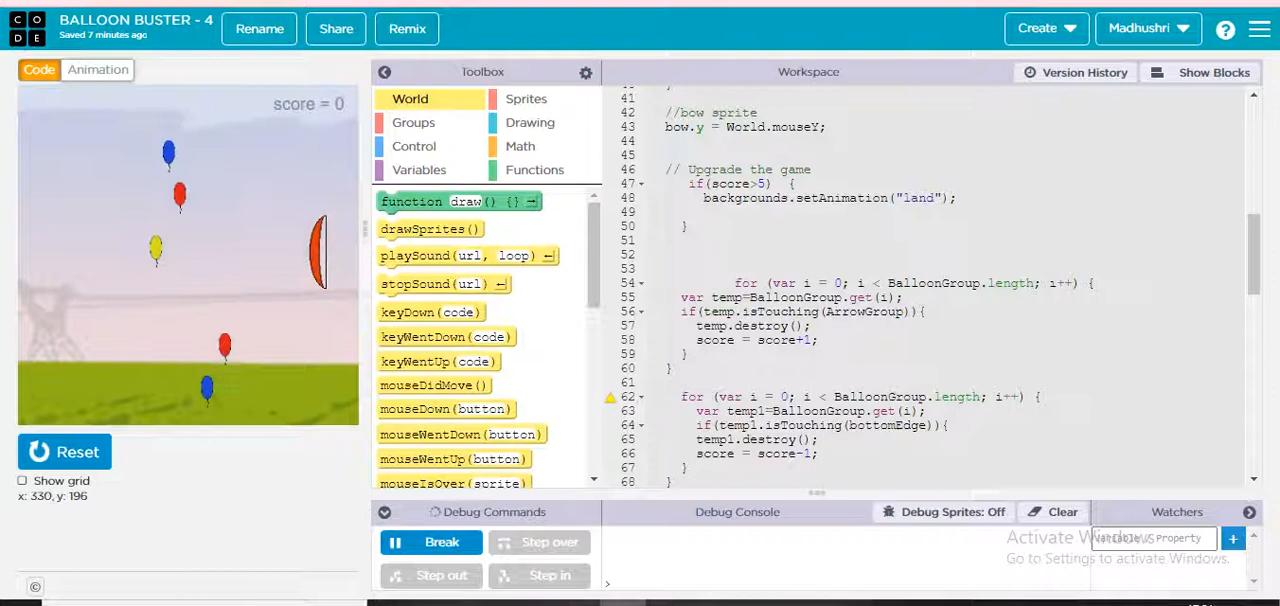 CODE
BALLOON BUSTER - 4
Saved 7 minutes ago
Rename
Share
Remix
Create
Madhushri
?
Code
Animation
Toolbox
Workspace
Version History
Show Blocks
score = 0
World
Sprites
Groups
Drawing
Control
Math
Variables
Functions
function draw() {}
drawSprites()
playSound(url, loop)
stopSound(url)
keyDown(code)
keyWentDown(code)
keyWentUp(code)
mouseDidMove()
mouseDown(button)
mouseWentDown(button)
mouseWentUp(button)
mouseIsOver(sprite)
41
42 //bow sprite
43 bow.y = World.mouseY;
44
45
46 // Upgrade the game
47 if(score>5) {
48 backgrounds.setAnimation("land");
49
50 }
51
52
53
54 for (var i = 0; i < BalloonGroup.length; i++) {
55 var temp=BalloonGroup.get(i);
56 if(temp.isTouching(ArrowGroup)){
57 temp.destroy();
58 score = score+1;
59 }
60 }
61
62 for (var i = 0; i < BalloonGroup.length; i++) {
63 var temp1=BalloonGroup.get(i);
64 if(temp1.isTouching(bottomEdge)){
65 temp1.destroy();
66 score = score-1;
67 }
68 }
Reset
Show grid
x: 330, y: 196
©
Debug Commands
Debug Console
Debug Sprites: Off
Clear
Watchers
Break
Step over
Step out
Step in
>
Variable / Property
+
Activate Windows
Go to Settings to activate Windows.